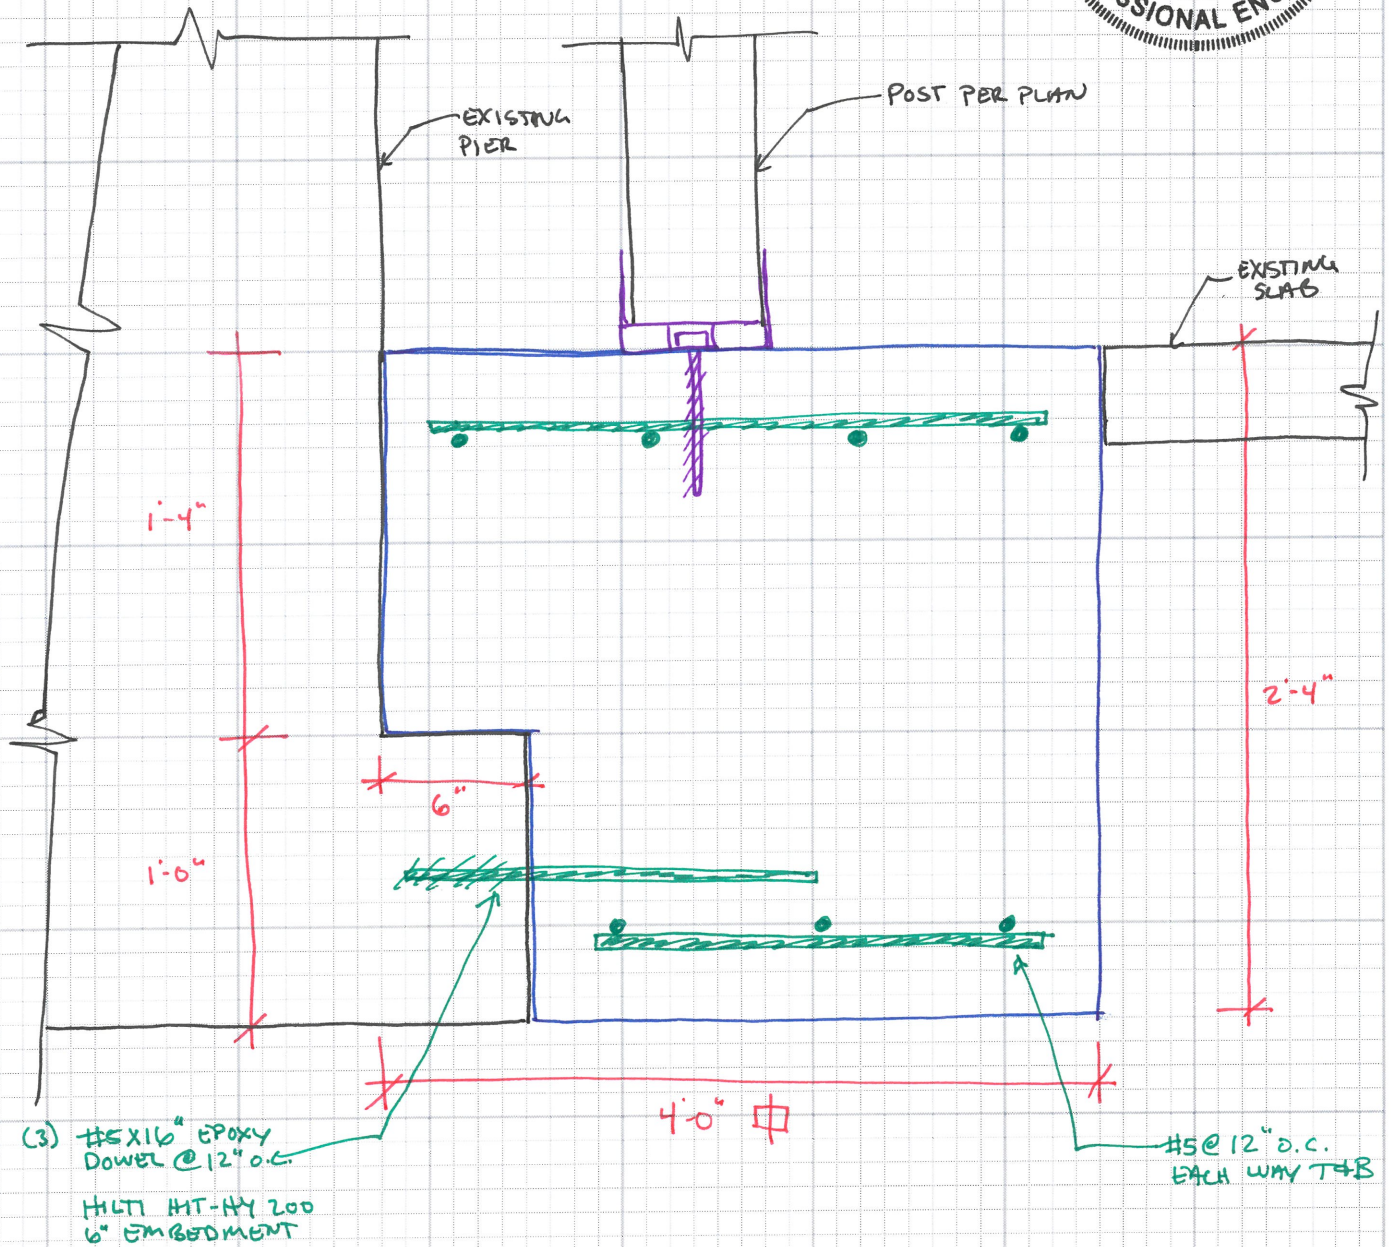 SSIONAL EN
POST PER PLAN
EXISTING
PIER
EXISTING
SLAB
1'-4"
2'-4"
6"
1'-0"
4'-0"
(3) #5X16" EPOXY
DOWEL @ 12" O.C.
HILTI HIT-HY 200
6" EMBEDMENT
#5 @ 12" O.C.
EACH WAY T&B